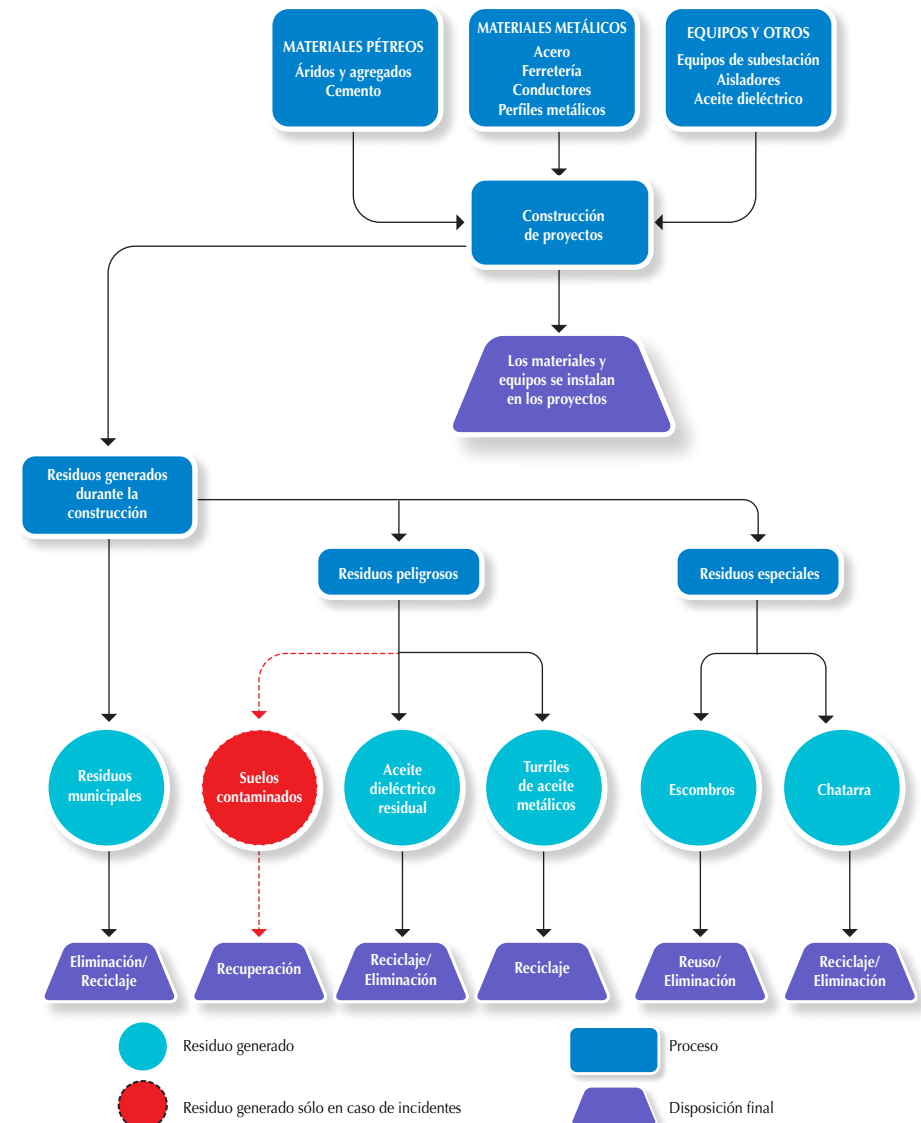 MATERIALES PÉTREOS
Áridos y agregados
Cemento
MATERIALES METÁLICOS
Acero
Ferretería
Conductores
Perfiles metálicos
EQUIPOS Y OTROS
Equipos de subestación
Aisladores
Aceite dieléctrico
Construcción
de proyectos
Los materiales y
equipos se instalan
en los proyectos
Residuos generados
durante la
construcción
Residuos peligrosos
Residuos especiales
Residuos
municipales
Suelos
contaminados
Aceite
dieléctrico
residual
Turriles
de aceite
metálicos
Escombros
Chatarra
Eliminación/
Reciclaje
Recuperación
Reciclaje/
Eliminación
Reciclaje
Reuso/
Eliminación
Reciclaje/
Eliminación
Residuo generado
Proceso
Residuo generado sólo en caso de incidentes
Disposición final